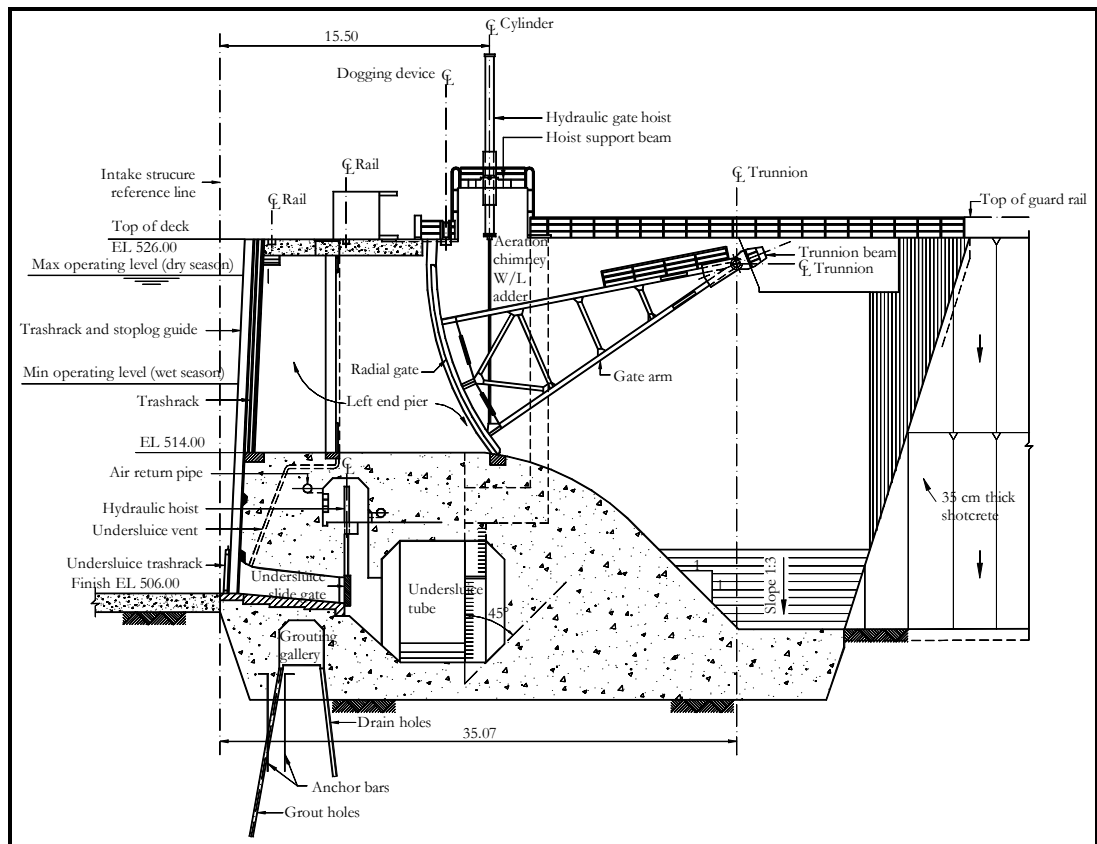 ℄ Cylinder
15.50
Dogging device ℄
Hydraulic gate hoist
Hoist support beam
℄ Rail
Intake strucure
reference line
℄ Trunnion
℄ Rail
Top of guard rail
Top of deck
EL 526.00
Max operating level (dry season)
Aeration
chimney
W/L
adder
Trunnion beam
℄ Trunnion
Trashrack and stoplog guide
Radial gate
Min operating level (wet season)
Gate arm
Trashrack
Left end pier
EL 514.00
Air return pipe
℄
35 cm thick
shotcrete
Hydraulic hoist
Undersluice vent
Undersluice trashrack
Finish EL 506.00
Undersluice
slide gate
Undersluice
tube
45°
1
1
Slope 1:3
Grouting
gallery
Drain holes
35.07
Anchor bars
Grout holes